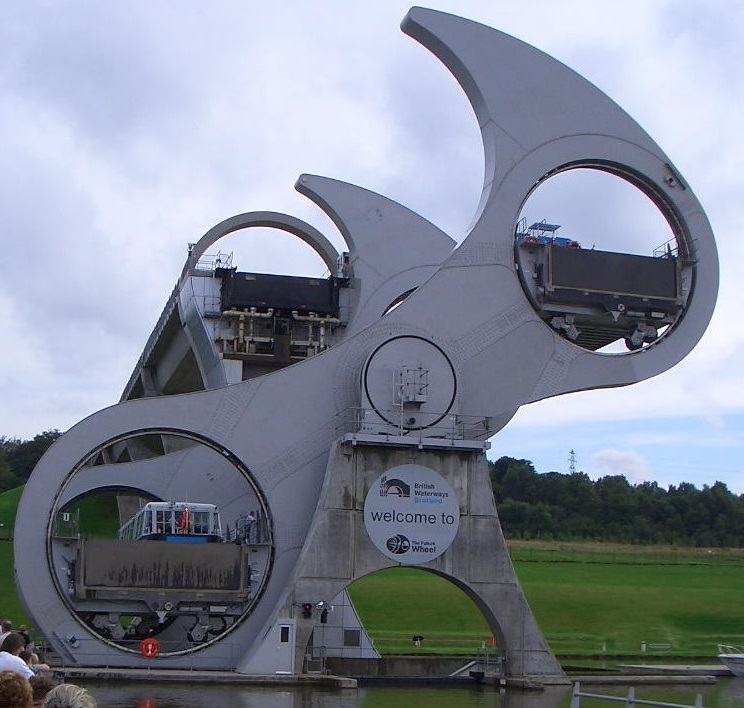 British
Waterways
Scotland
welcome to
The Falkirk
Wheel